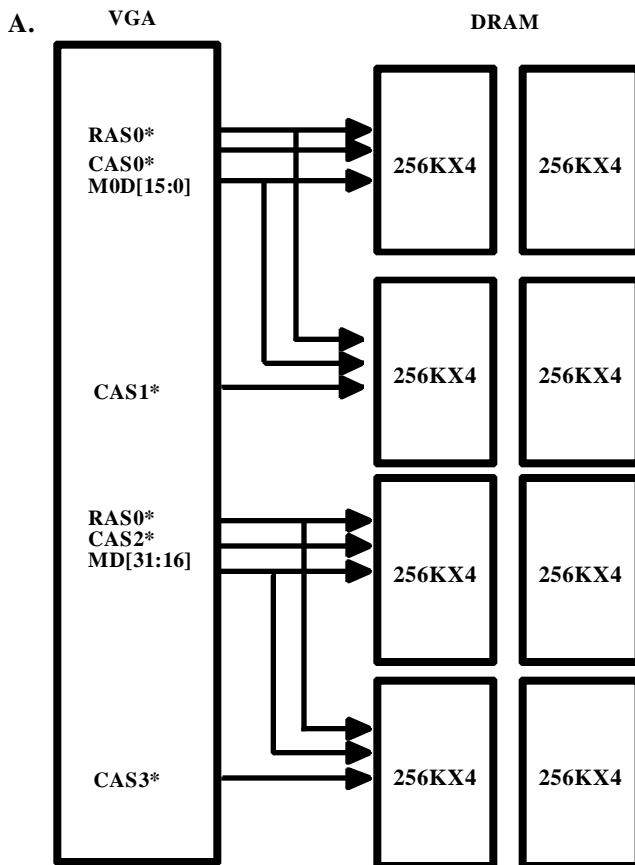 A.
VGA
DRAM
RAS0*
CAS0*
M0D[15:0]
256KX4
256KX4
CAS1*
256KX4
256KX4
RAS0*
CAS2*
MD[31:16]
256KX4
256KX4
CAS3*
256KX4
256KX4